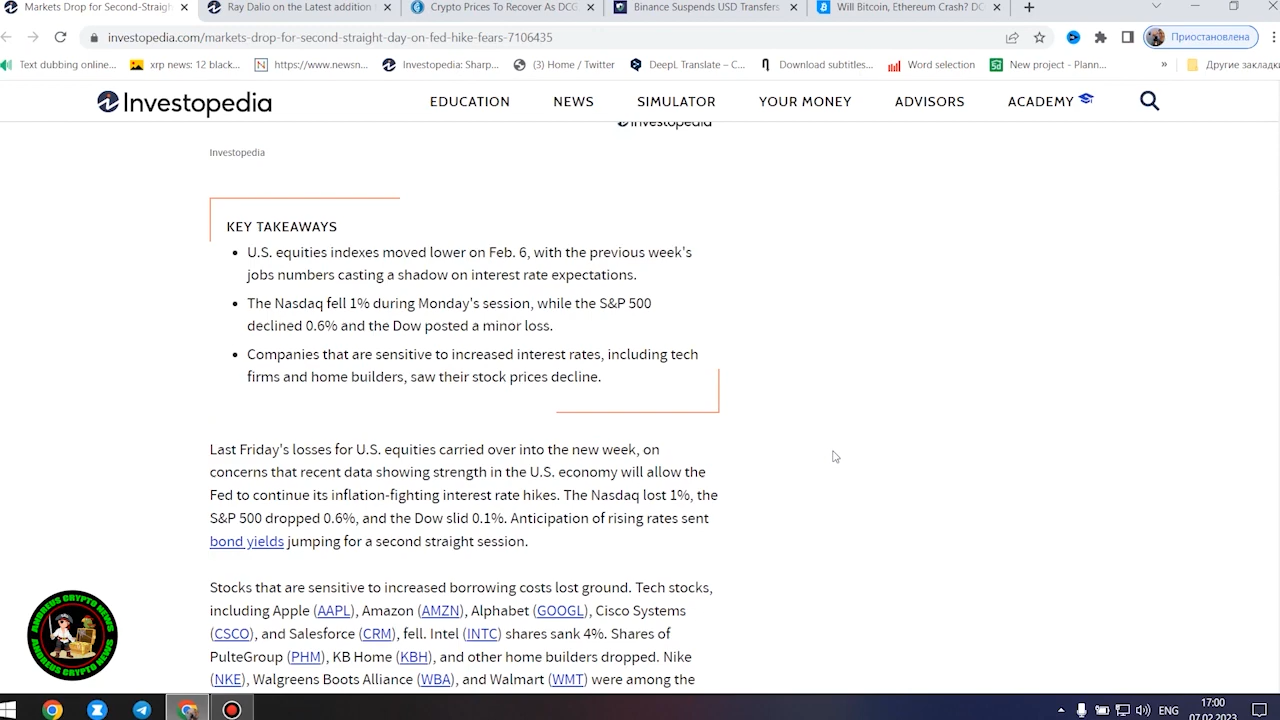 Markets Drop for Second-Straigh
Ray Dalio on the Latest addition
Crypto Prices To Recover As DCG
Binance Suspends USD Transfers
Will Bitcoin, Ethereum Crash? DC
investopedia.com/markets-drop-for-second-straight-day-on-fed-hike-fears-7106435
Приостановлена
Text dubbing online...
xrp news: 12 black...
https://www.newsn...
Investopedia: Sharp...
(3) Home / Twitter
DeepL Translate – C...
Download subtitles...
Word selection
New project - Plann...
»
Другие закладки
Investopedia
EDUCATION
NEWS
SIMULATOR
YOUR MONEY
ADVISORS
ACADEMY
Investopedia
Investopedia
KEY TAKEAWAYS
• U.S. equities indexes moved lower on Feb. 6, with the previous week's
jobs numbers casting a shadow on interest rate expectations.
• The Nasdaq fell 1% during Monday's session, while the S&P 500
declined 0.6% and the Dow posted a minor loss.
• Companies that are sensitive to increased interest rates, including tech
firms and home builders, saw their stock prices decline.
Last Friday's losses for U.S. equities carried over into the new week, on
concerns that recent data showing strength in the U.S. economy will allow the
Fed to continue its inflation-fighting interest rate hikes. The Nasdaq lost 1%, the
S&P 500 dropped 0.6%, and the Dow slid 0.1%. Anticipation of rising rates sent
bond yields jumping for a second straight session.
Stocks that are sensitive to increased borrowing costs lost ground. Tech stocks,
including Apple (AAPL), Amazon (AMZN), Alphabet (GOOGL), Cisco Systems
(CSCO), and Salesforce (CRM), fell. Intel (INTC) shares sank 4%. Shares of
PulteGroup (PHM), KB Home (KBH), and other home builders dropped. Nike
(NKE), Walgreens Boots Alliance (WBA), and Walmart (WMT) were among the
ANDREUS CRYPTO NEWS
ANDREUS CRYPTO NEWS
ENG
17:00
07.02.2023